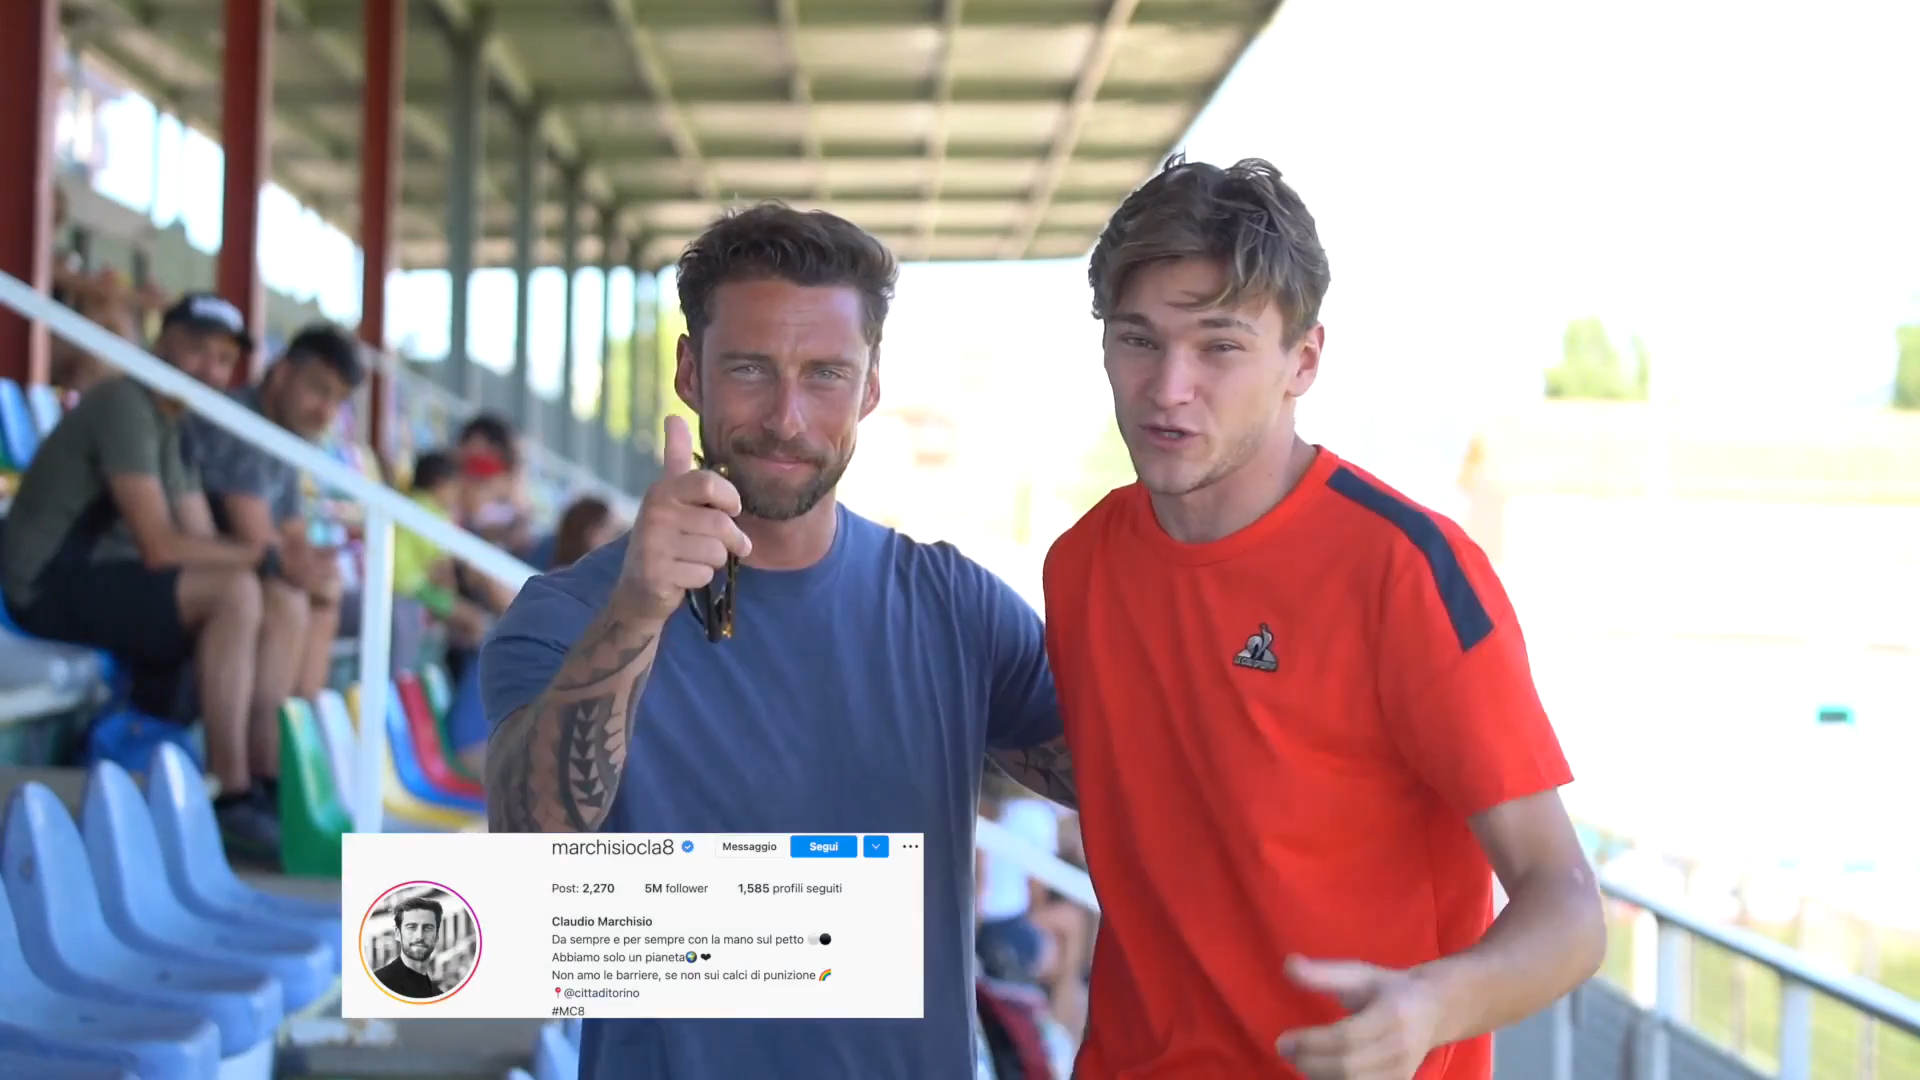 marchisiocla8 Messaggio Segui
Post: 2,270 5M follower 1,585 profili seguiti
Claudio Marchisio
Da sempre e per sempre con la mano sul petto ⚪⚫
Abbiamo solo un pianeta🌍 ❤
Non amo le barriere, se non sui calci di punizione 🌈
📍@cittaditorino
#MC8